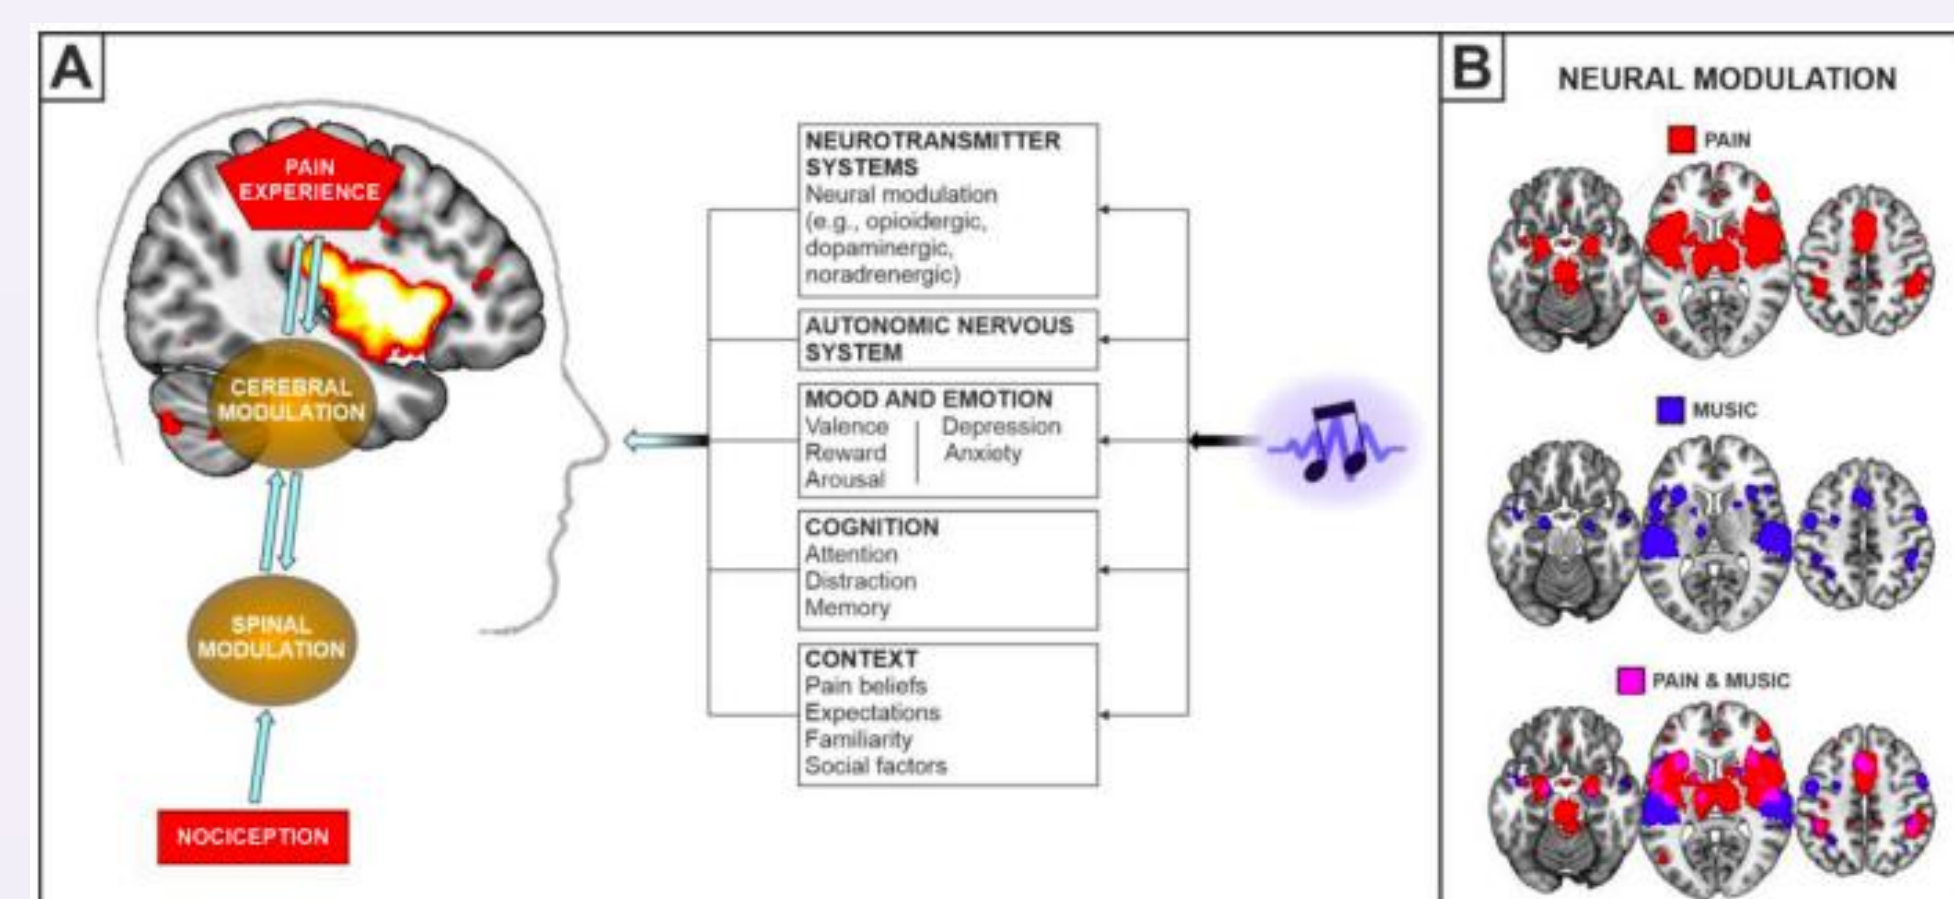 A
PAIN
EXPERIENCE
CEREBRAL
MODULATION
SPINAL
MODULATION
NOCICEPTION
NEUROTRANSMITTER
SYSTEMS
Neural modulation
(e.g., opioidergic,
dopaminergic,
noradrenergic)
AUTONOMIC NERVOUS
SYSTEM
MOOD AND EMOTION
Valence Depression
Reward Anxiety
Arousal
COGNITION
Attention
Distraction
Memory
CONTEXT
Pain beliefs
Expectations
Familiarity
Social factors
B
NEURAL MODULATION
PAIN
MUSIC
PAIN & MUSIC